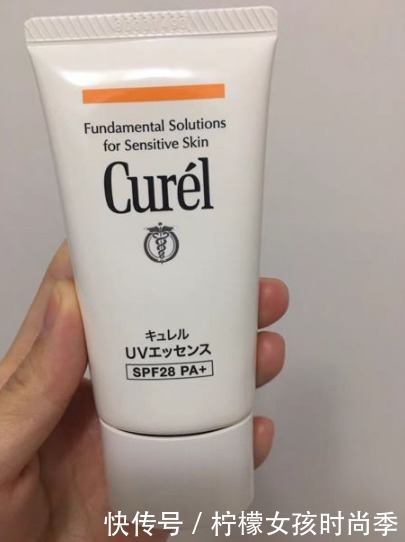 Fundamental Solutions
for Sensitive Skin
Curél
キュレル
UVエッセンス
SPF28 PA+
快传号 / 柠檬女孩时尚季